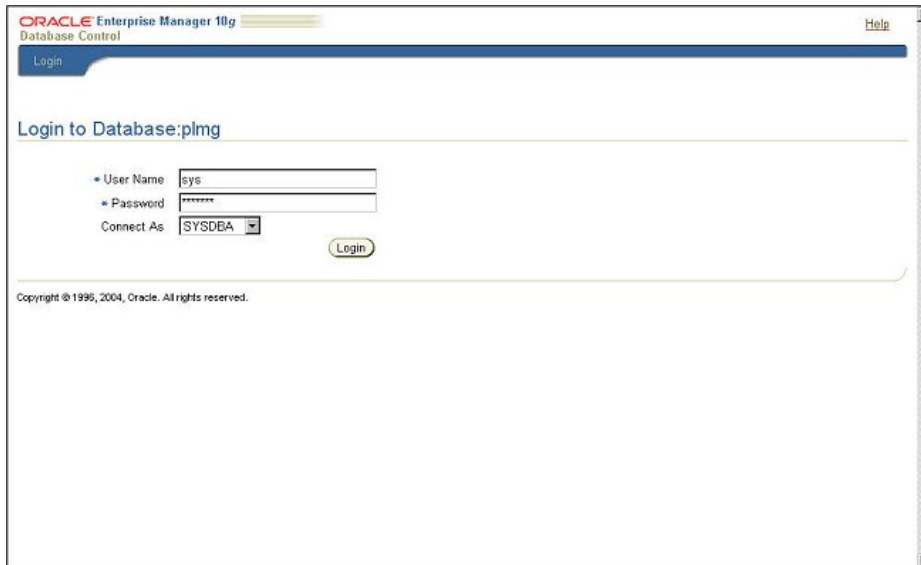 ORACLE Enterprise Manager 10g
Database Control
Help
Login
Login to Database:plmg
* User Name sys
* Password *******
Connect As SYSDBA
Login
Copyright © 1996, 2004, Oracle. All rights reserved.